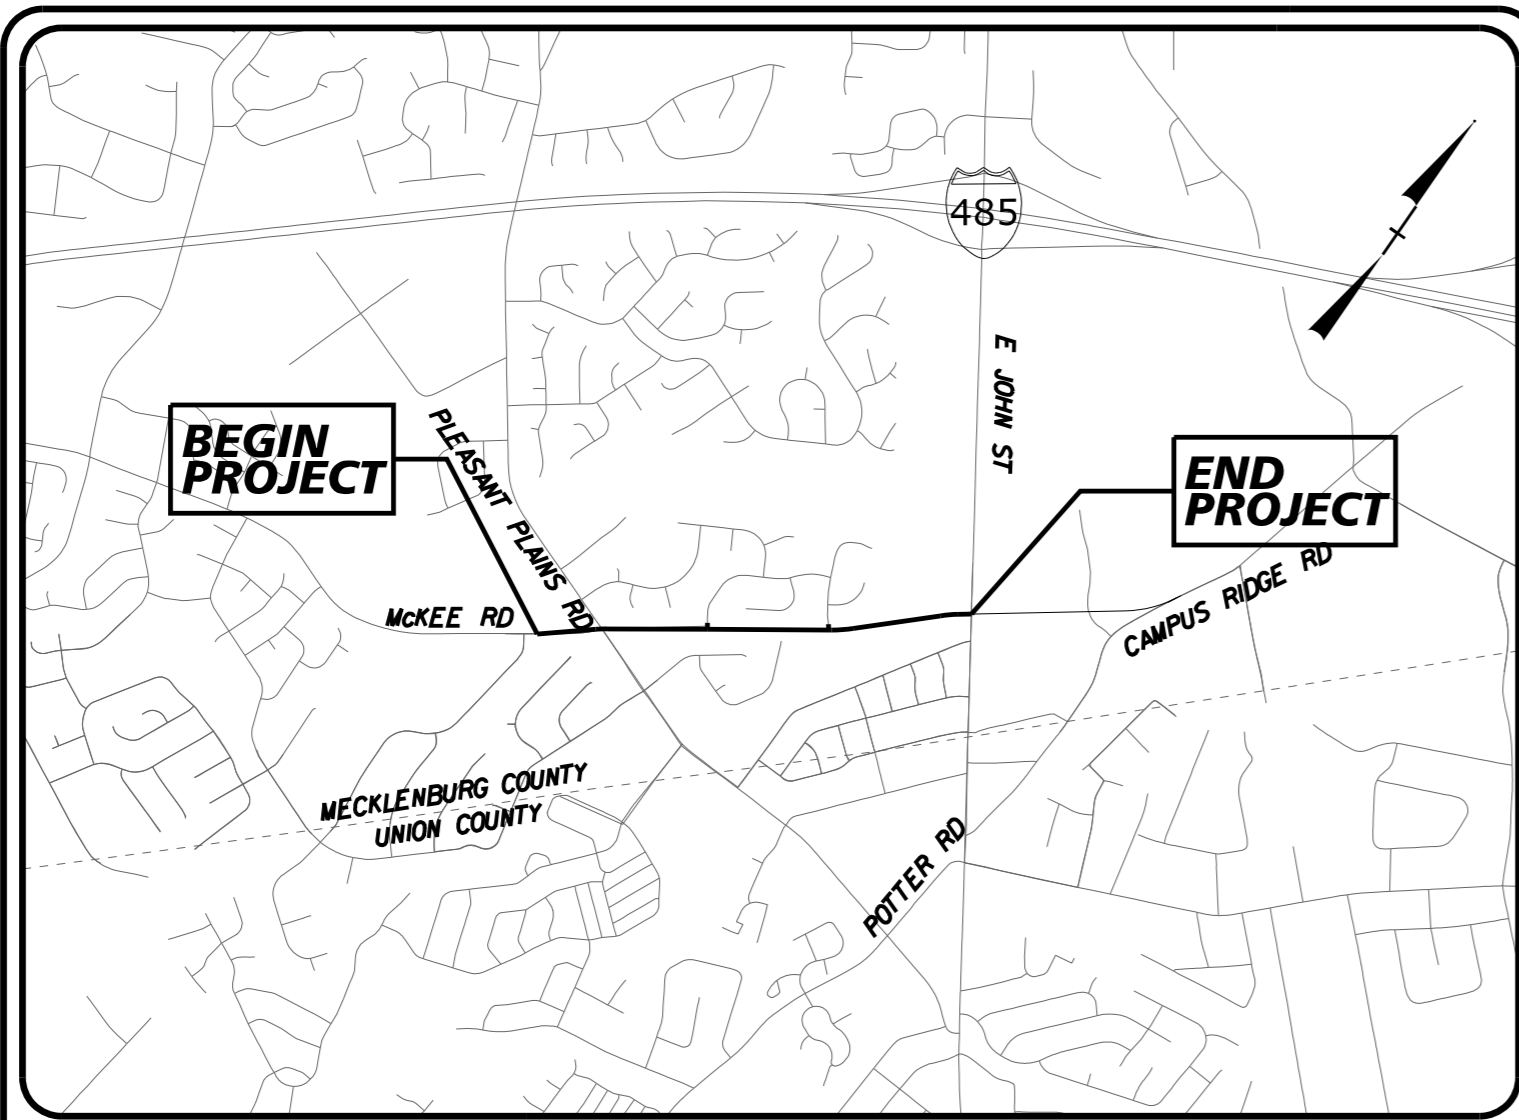 485
E JOHN ST
BEGIN
PROJECT
PLEASANT PLAINS RD
END
PROJECT
McKEE RD
CAMPUS RIDGE RD
MECKLENBURG COUNTY
UNION COUNTY
POTTER RD